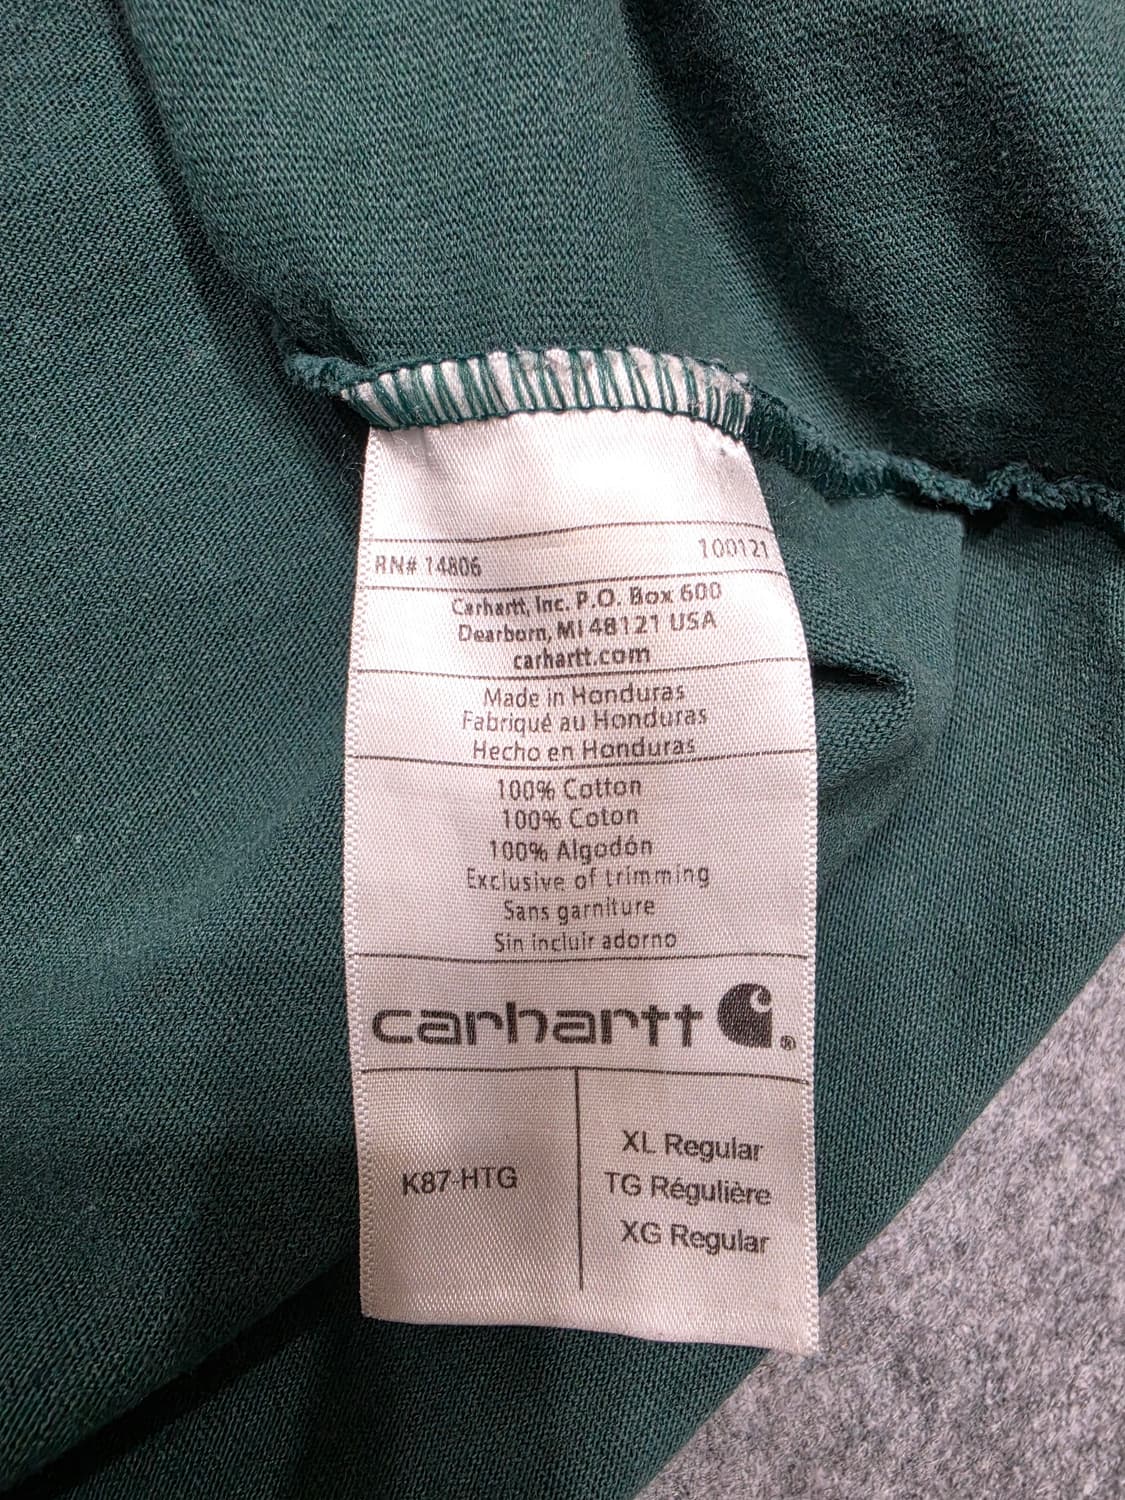 RN# 14806 100121
Carhartt, Inc. P.O. Box 600
Dearborn, MI 48121 USA
carhartt.com
Made in Honduras
Fabriqué au Honduras
Hecho en Honduras
100% Cotton
100% Coton
100% Algodón
Exclusive of trimming
Sans garniture
Sin incluir adorno
carhartt ®
K87-HTG
XL Regular
TG Régulière
XG Regular